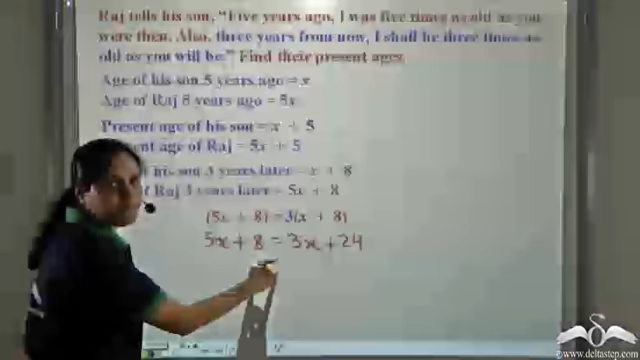 Raj tells his son, "Five years ago, I was five times as old as you
were then. Also, three years from now, I shall be three times as
old as you will be." Find their present ages.
Age of his son 5 years ago = x
Age of Raj 5 years ago = 5x
Present age of his son = x + 5
Present age of Raj = 5x + 5
his son 3 years later = x + 8
of Raj 3 years later = 5x + 8
(5x + 8) = 3(x + 8)
5x + 8 = 3x + 24
©www.deltastep.com